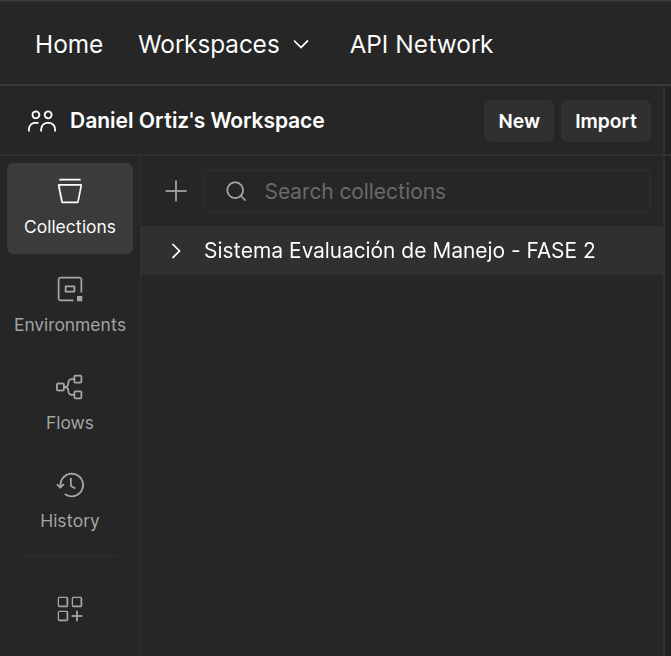 Home Workspaces API Network
Daniel Ortiz's Workspace New Import
Collections
Search collections
Sistema Evaluación de Manejo - FASE 2
Environments
Flows
History